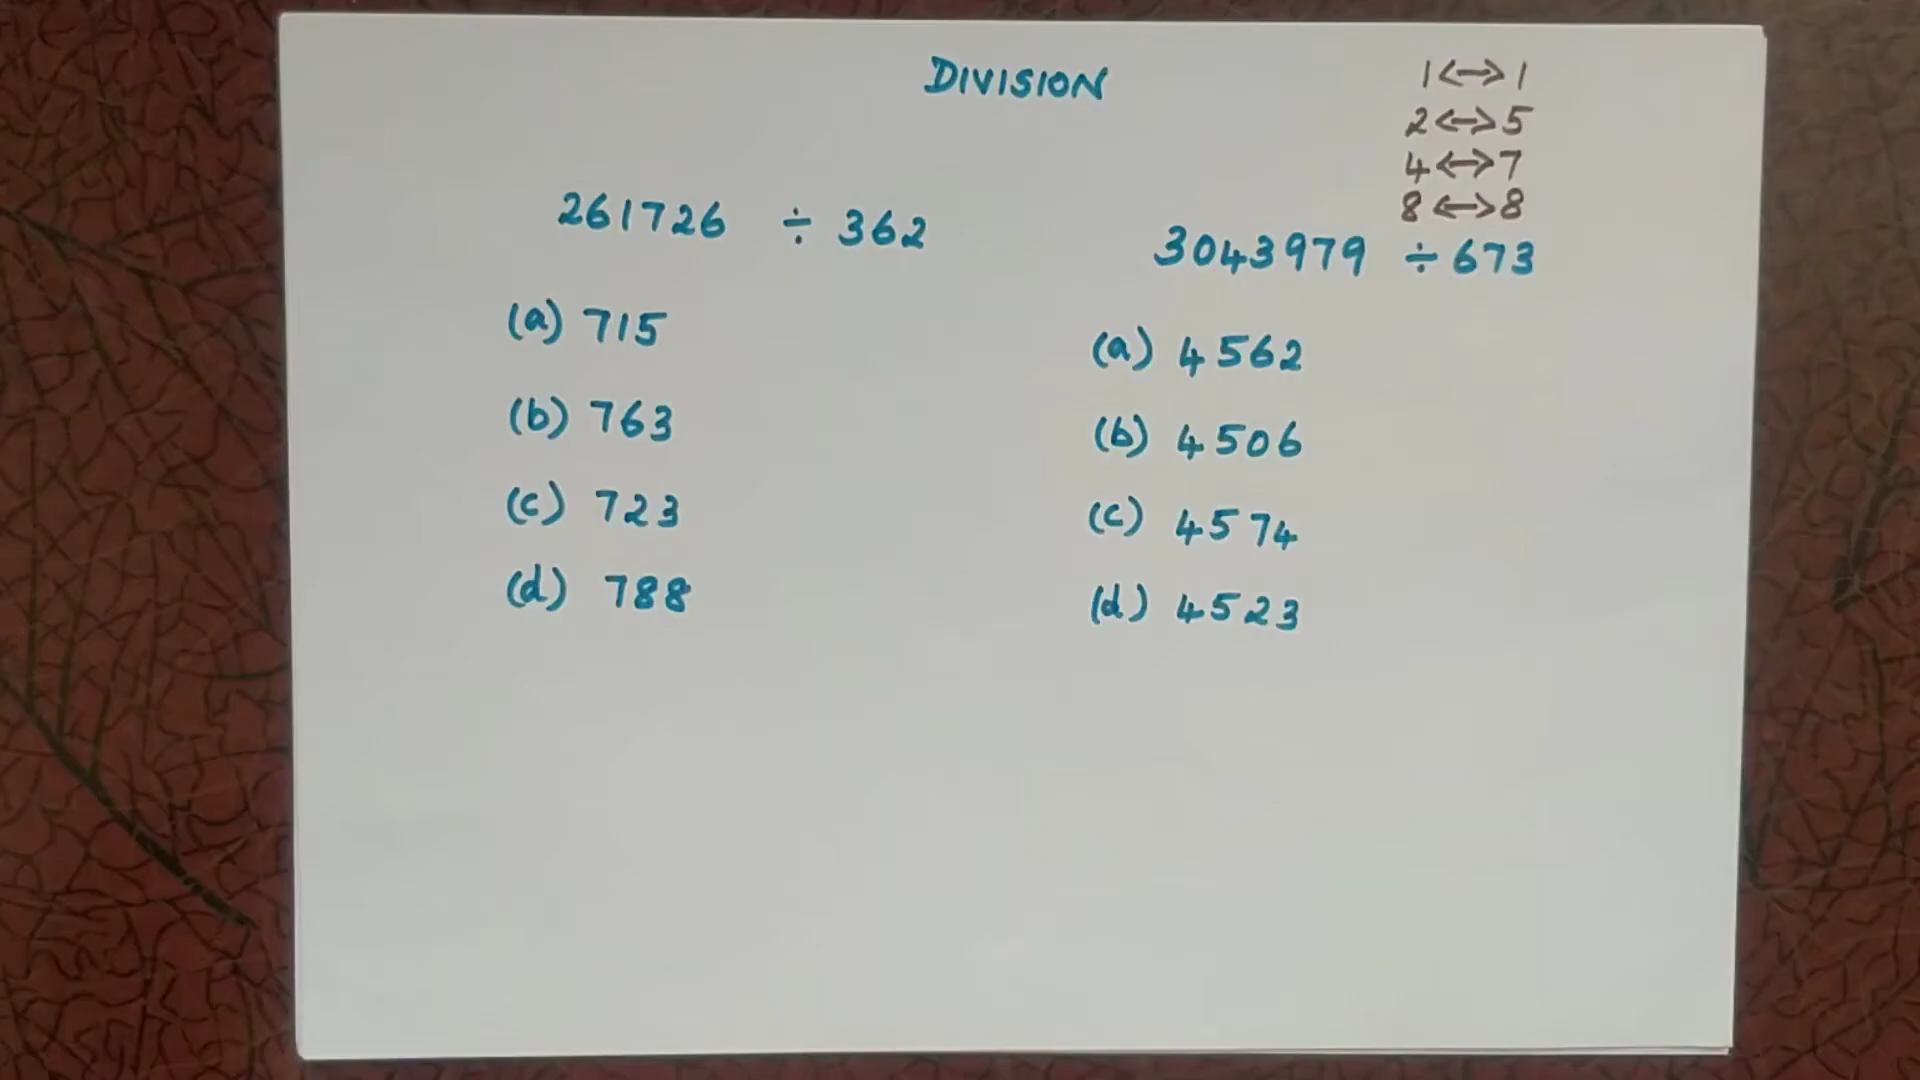 DIVISION
1<->1
2<->5
4<->7
8<->8
261726 ÷ 362
(a) 715
(b) 763
(c) 723
(d) 788
3043979 ÷ 673
(a) 4562
(b) 4506
(c) 4574
(d) 4523